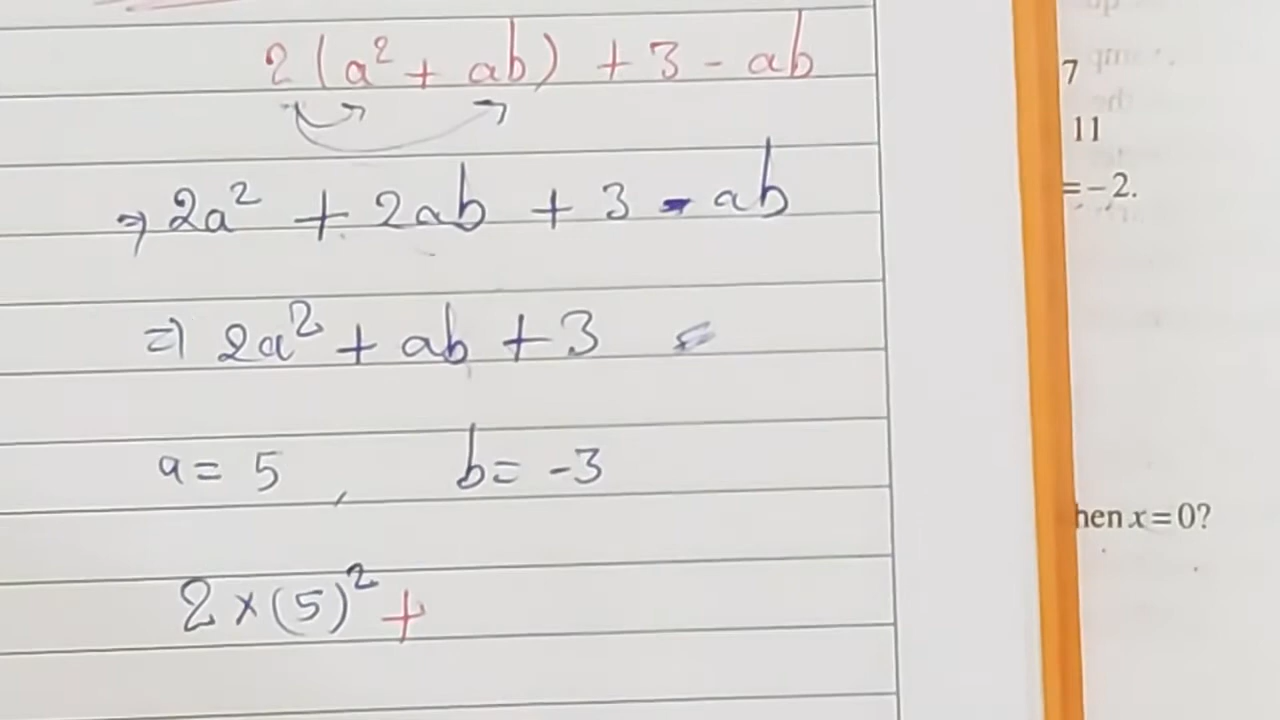 2(a² + ab) + 3 - ab
⇒ 2a² + 2ab + 3 - ab
⇒ 2a² + ab + 3
a = 5 , b = -3
2 × (5)² +
7
11
= – 2.
hen x = 0?